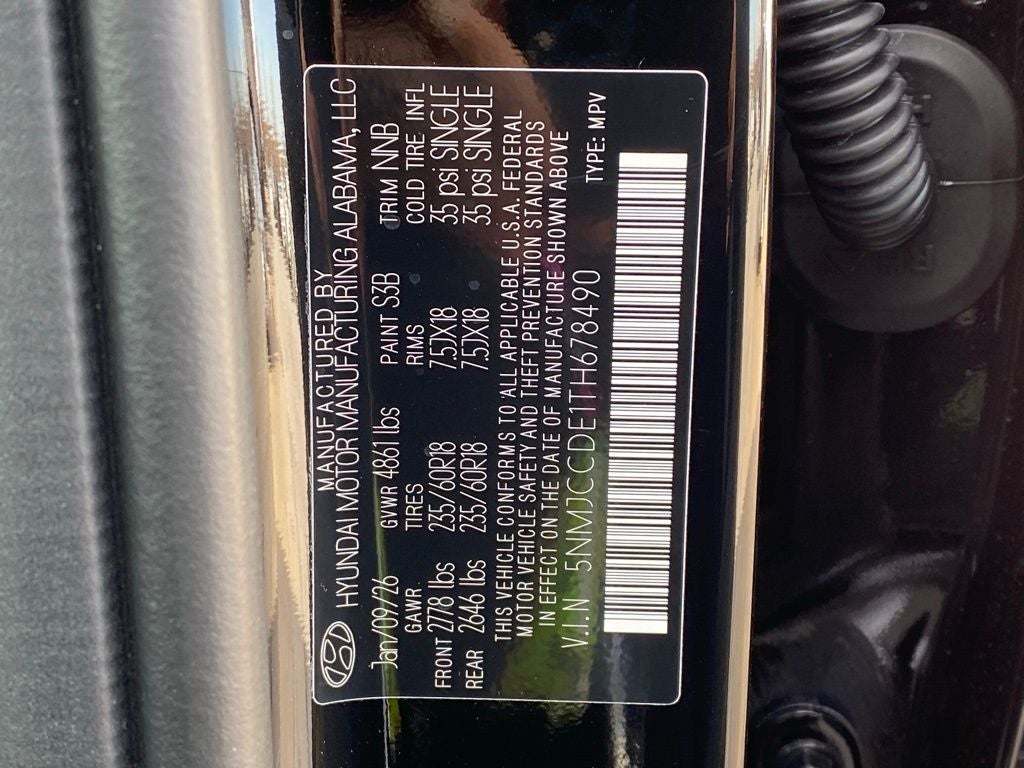 MANUFACTURED BY
HYUNDAI MOTOR MANUFACTURING ALABAMA, LLC
Jan/09/26 GVWR 4861 lbs PAINT S3B TRIM NNB
GAWR TIRES RIMS COLD TIRE INFL
FRONT 2778 lbs 235/60R18 7.5JX18 35 psi SINGLE
REAR 2646 lbs 235/60R18 7.5JX18 35 psi SINGLE
THIS VEHICLE CONFORMS TO ALL APPLICABLE U.S.A. FEDERAL
MOTOR VEHICLE SAFETY AND THEFT PREVENTION STANDARDS
IN EFFECT ON THE DATE OF MANUFACTURE SHOWN ABOVE
V.I.N 5NMJCCDE1TH678490 TYPE: MPV